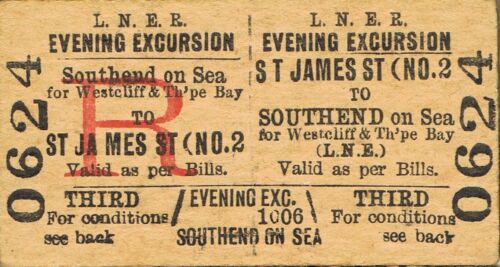 0624
L. N. E. R.
EVENING EXCURSION
Southend on Sea
for Westcliff & Th'pe Bay
TO
ST JAMES ST (NO.2
Valid as per Bills.
R
THIRD
For conditions
see back
L. N. E. R.
EVENING EXCURSION
ST JAMES ST (NO.2
TO
SOUTHEND on Sea
for Westcliff & Th'pe Bay
(L.N.E.)
Valid as per Bills.
THIRD
For conditions
see back
/ EVENING EXC. \
1006
SOUTHEND ON SEA
0624